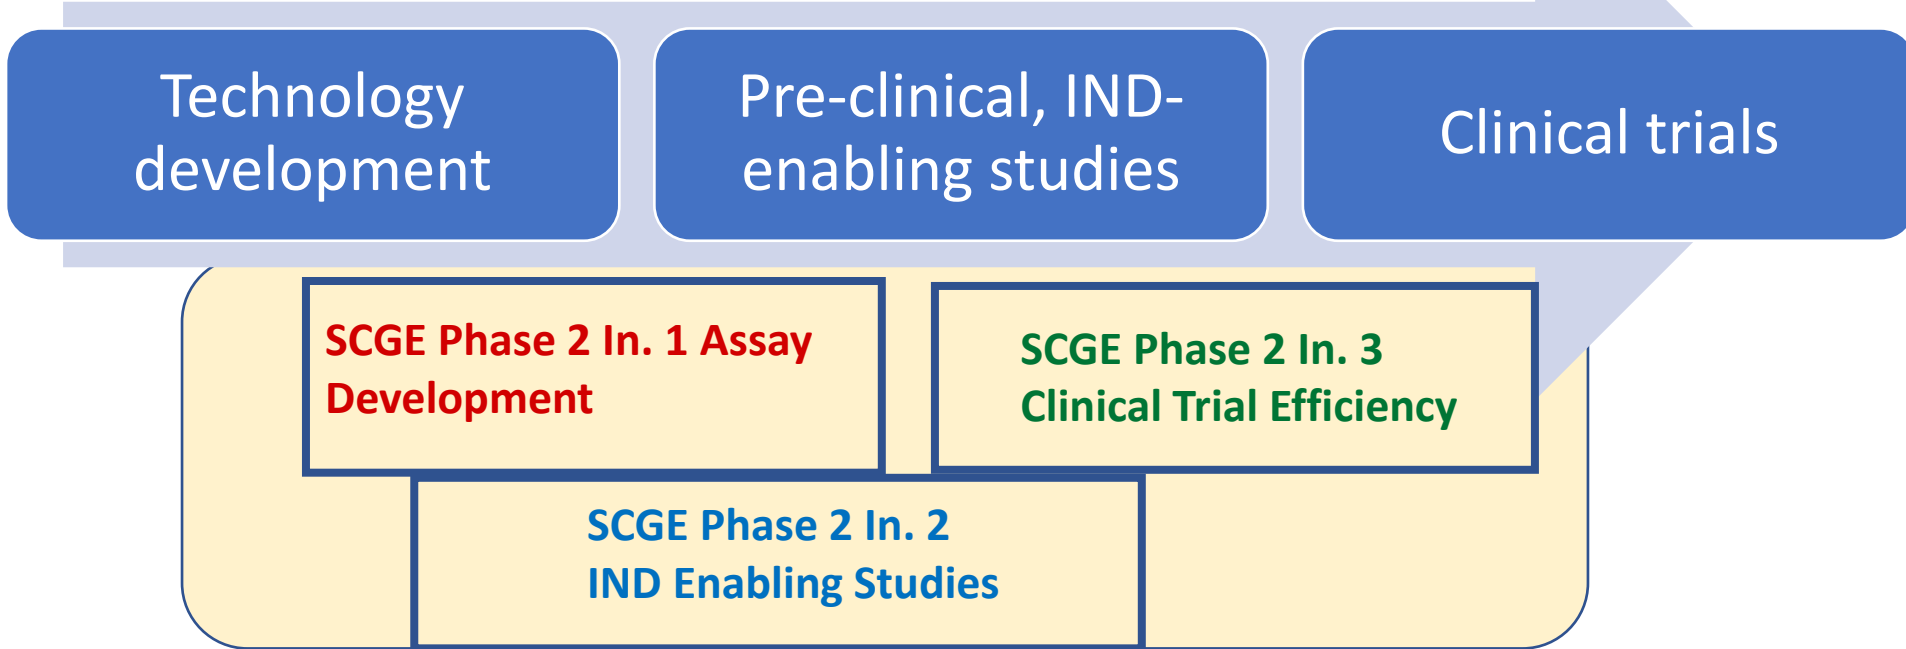 Technology
development
Pre-clinical, IND-
enabling studies
Clinical trials
SCGE Phase 2 In. 1 Assay
Development
SCGE Phase 2 In. 3
Clinical Trial Efficiency
SCGE Phase 2 In. 2
IND Enabling Studies